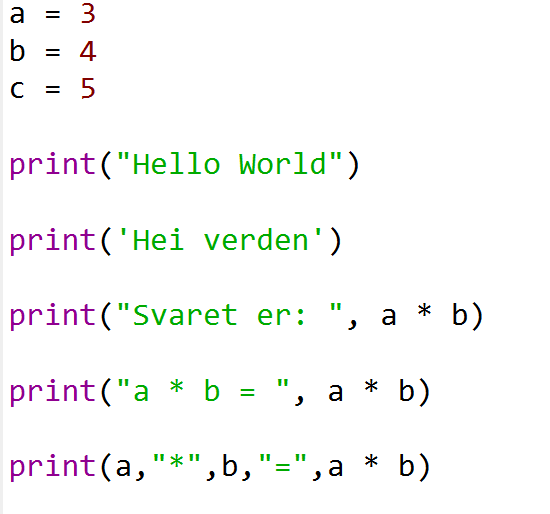 a = 3
b = 4
c = 5
print("Hello World")
print('Hei verden')
print("Svaret er: ", a * b)
print("a * b = ", a * b)
print(a,"*",b,"=",a * b)